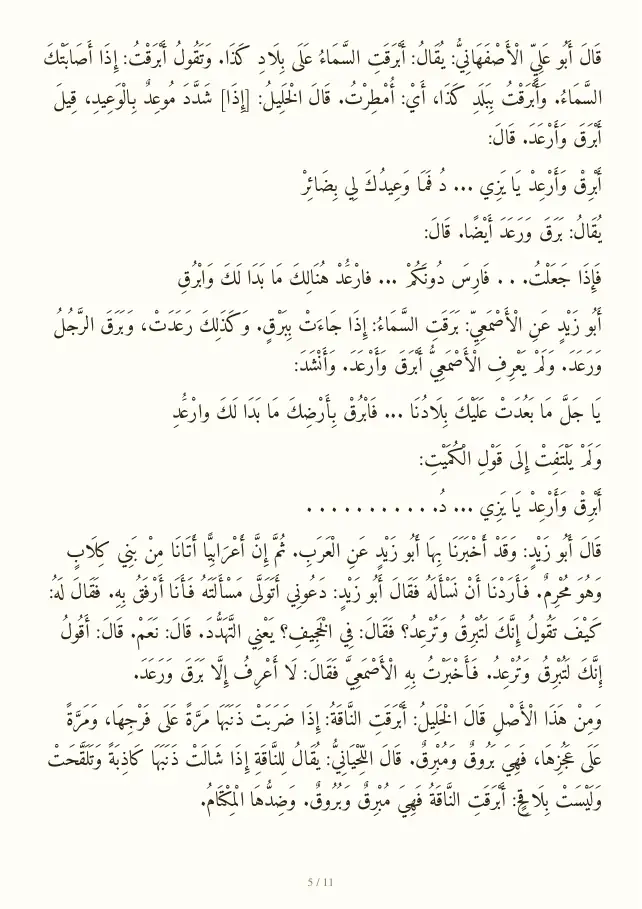 قَالَ أَبُو عَلِيٍّ الْأَصْفَهَانِيُّ: يُقَالُ: أَبْرَقَتِ السَّمَاءُ عَلَى بِلَادِ كَذَا. وَتَقُولُ أَبْرَقْتُ: إِذَا أَصَابَتْكَ
السَّمَاءُ. وَأَبْرَقْتُ بِبَلَدِ كَذَا، أَيْ: أُمْطِرْتُ. قَالَ الْخَلِيلُ: [إِذَا] شَدَّدَ مُوعِدٌ بِالْوَعِيدِ، قِيلَ
أَبْرَقَ وَأَرْعَدَ. قَالَ:
أَبْرِقْ وَأَرْعِدْ يَا يَزِي ... دُ فَمَا وَعِيدُكَ لِي بِضَائِرْ
يُقَالُ: بَرَقَ وَرَعَدَ أَيْضًا. قَالَ:
فَإِذَا جَعَلْتُ. . . فَارِسَ دُونَكُمْ ... فارْعُدْ هُنَالِكَ مَا بَدَا لَكَ وَابْرُقِ
أَبُو زَيْدٍ عَنِ الْأَصْمَعِيِّ: بَرَقَتِ السَّمَاءُ: إِذَا جَاءَتْ بِبَرْقٍ. وَكَذَلِكَ رَعَدَتْ، وَبَرَقَ الرَّجُلُ
وَرَعَدَ. وَلَمْ يَعْرِفِ الْأَصْمَعِيُّ أَبْرَقَ وَأَرْعَدَ. وَأَنْشَدَ:
يَا جَلَّ مَا بَعُدَتْ عَلَيْكَ بِلَادُنَا ... فَابْرُقْ بِأَرْضِكَ مَا بَدَا لَكَ وارْعُدِ
وَلَمْ يَلْتَفِتْ إِلَى قَوْلِ الْكُمَيْتِ:
أَبْرِقْ وَأَرْعِدْ يَا يَزِي ... دُ. . . . . . . . . . . .
قَالَ أَبُو زَيْدٍ: وَقَدْ أَخْبَرَنَا بِهَا أَبُو زَيْدٍ عَنِ الْعَرَبِ. ثُمَّ إِنَّ أَعْرَابِيًّا أَتَانَا مِنْ بَنِي كِلَابٍ
وَهُوَ مُحْرِمٌ. فَأَرَدْنَا أَنْ نَسْأَلَهُ فَقَالَ أَبُو زَيْدٍ: دَعُونِي أَتَوَلَّى مَسْأَلَتَهُ فَأَنَا أَرْفَقُ بِهِ. فَقَالَ لَهُ:
كَيْفَ تَقُولُ إِنَّكَ لَتُبْرِقُ وَتُرْعِدُ؟ فَقَالَ: فِي الْخَجِيفِ؟ يَعْنِي التَّهَدُّدَ. قَالَ: نَعَمْ. قَالَ: أَقُولُ
إِنَّكَ لَتُبْرِقُ وَتُرْعِدُ. فَأَخْبَرْتُ بِهِ الْأَصْمَعِيَّ فَقَالَ: لَا أَعْرِفُ إِلَّا بَرَقَ وَرَعَدَ.
وَمِنْ هَذَا الْأَصْلِ قَالَ الْخَلِيلُ: أَبْرَقَتِ النَّاقَةُ: إِذَا ضَرَبَتْ ذَنَبَهَا مَرَّةً عَلَى فَرْجِهَا، وَمَرَّةً
عَلَى عَجُزِهَا، فَهِيَ بَرُوقٌ وَمُبْرِقٌ. قَالَ اللِّحْيَانِيُّ: يُقَالُ لِلنَّاقَةِ إِذَا شَالَتْ ذَنَبَهَا كَاذِبَةً وَتَلَقَّحَتْ
وَلَيْسَتْ بِلَاقِحٍ: أَبْرَقَتِ النَّاقَةُ فَهِيَ مُبْرِقٌ وَبَرُوقٌ. وَضِدُّهَا الْمِكْتَامُ.
5 / 11